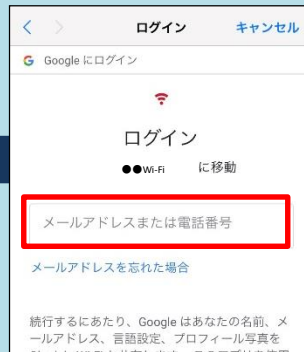 ログイン キャンセル
Google にログイン
ログイン
●●Wi-Fi に移動
メールアドレスまたは電話番号
メールアドレスを忘れた場合
続行するにあたり、Google はあなたの名前、メ
ールアドレス、言語設定、プロフィール写真を